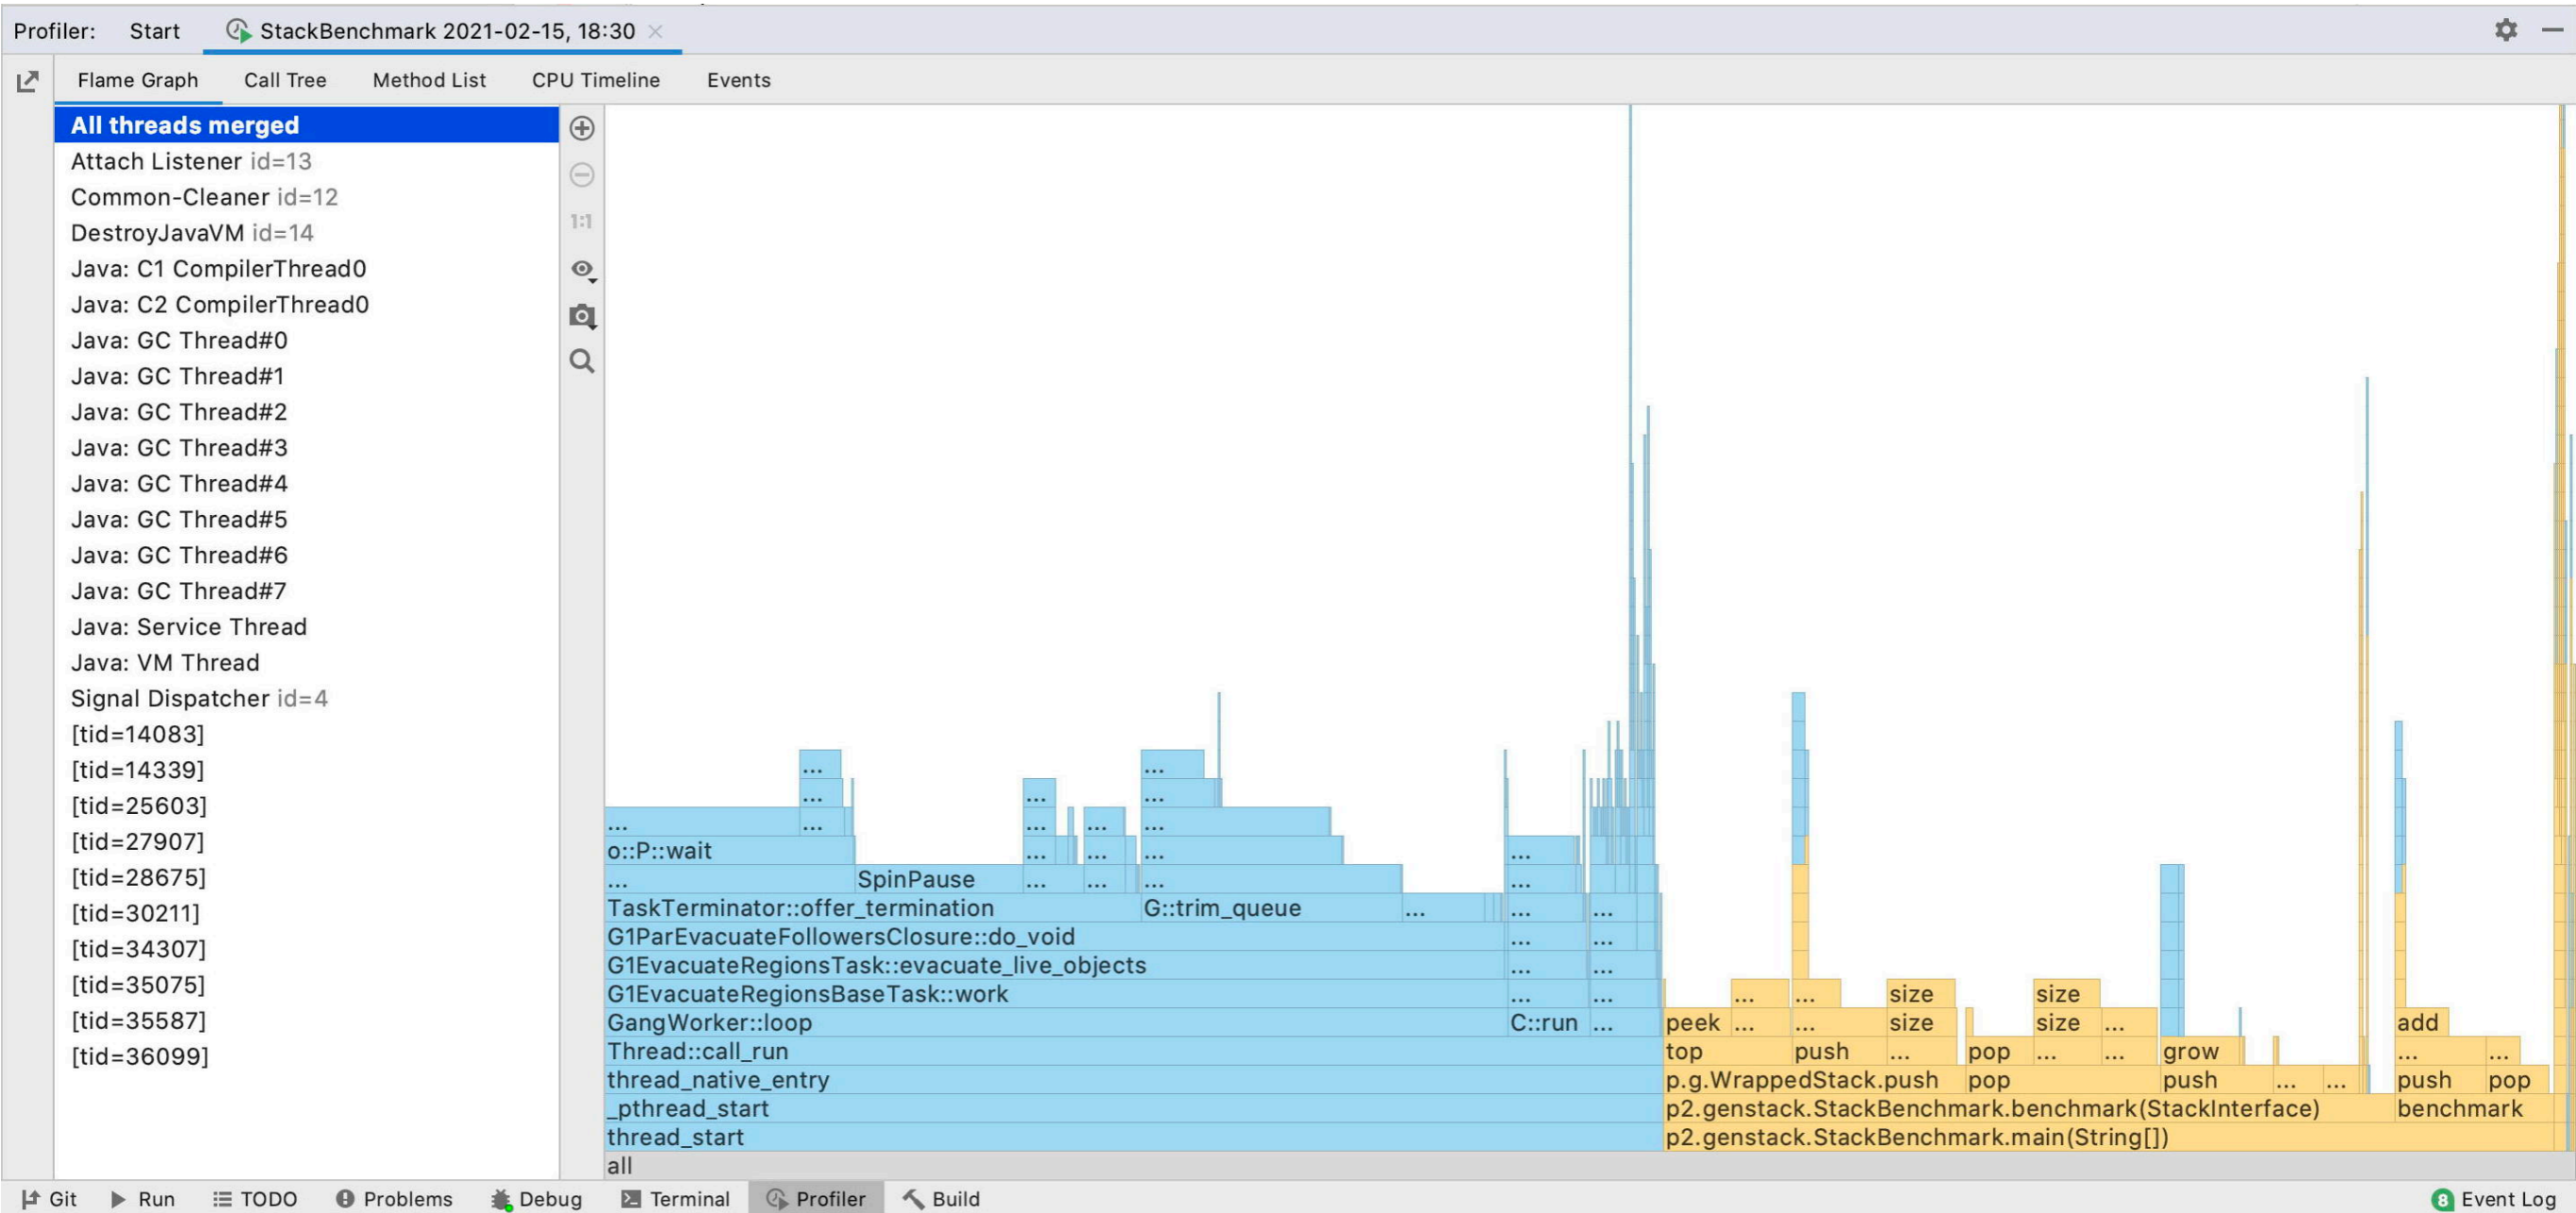 Profiler: Start StackBenchmark 2021-02-15, 18:30
Flame Graph Call Tree Method List CPU Timeline Events
All threads merged
Attach Listener id=13
Common-Cleaner id=12
DestroyJavaVM id=14
Java: C1 CompilerThread0
Java: C2 CompilerThread0
Java: GC Thread#0
Java: GC Thread#1
Java: GC Thread#2
Java: GC Thread#3
Java: GC Thread#4
Java: GC Thread#5
Java: GC Thread#6
Java: GC Thread#7
Java: Service Thread
Java: VM Thread
Signal Dispatcher id=4
[tid=14083]
[tid=14339]
[tid=25603]
[tid=27907]
[tid=28675]
[tid=30211]
[tid=34307]
[tid=35075]
[tid=35587]
[tid=36099]
1:1
... ...
... ... ...
... ... ... ... ...
o::P::wait ... ... ... ...
... SpinPause ... ... ... ...
TaskTerminator::offer_termination G::trim_queue ... ... ...
G1ParEvacuateFollowersClosure::do_void ... ...
G1EvacuateRegionsTask::evacuate_live_objects ... ...
G1EvacuateRegionsBaseTask::work ... ... ... ... size size
GangWorker::loop C::run ... peek ... ... size size ... add
Thread::call_run top push ... pop ... ... grow ... ...
thread_native_entry p.g.WrappedStack.push pop push ... ... push pop
_pthread_start p2.genstack.StackBenchmark.benchmark(StackInterface) benchmark
thread_start p2.genstack.StackBenchmark.main(String[])
all
Git Run TODO Problems Debug Terminal Profiler Build 8 Event Log